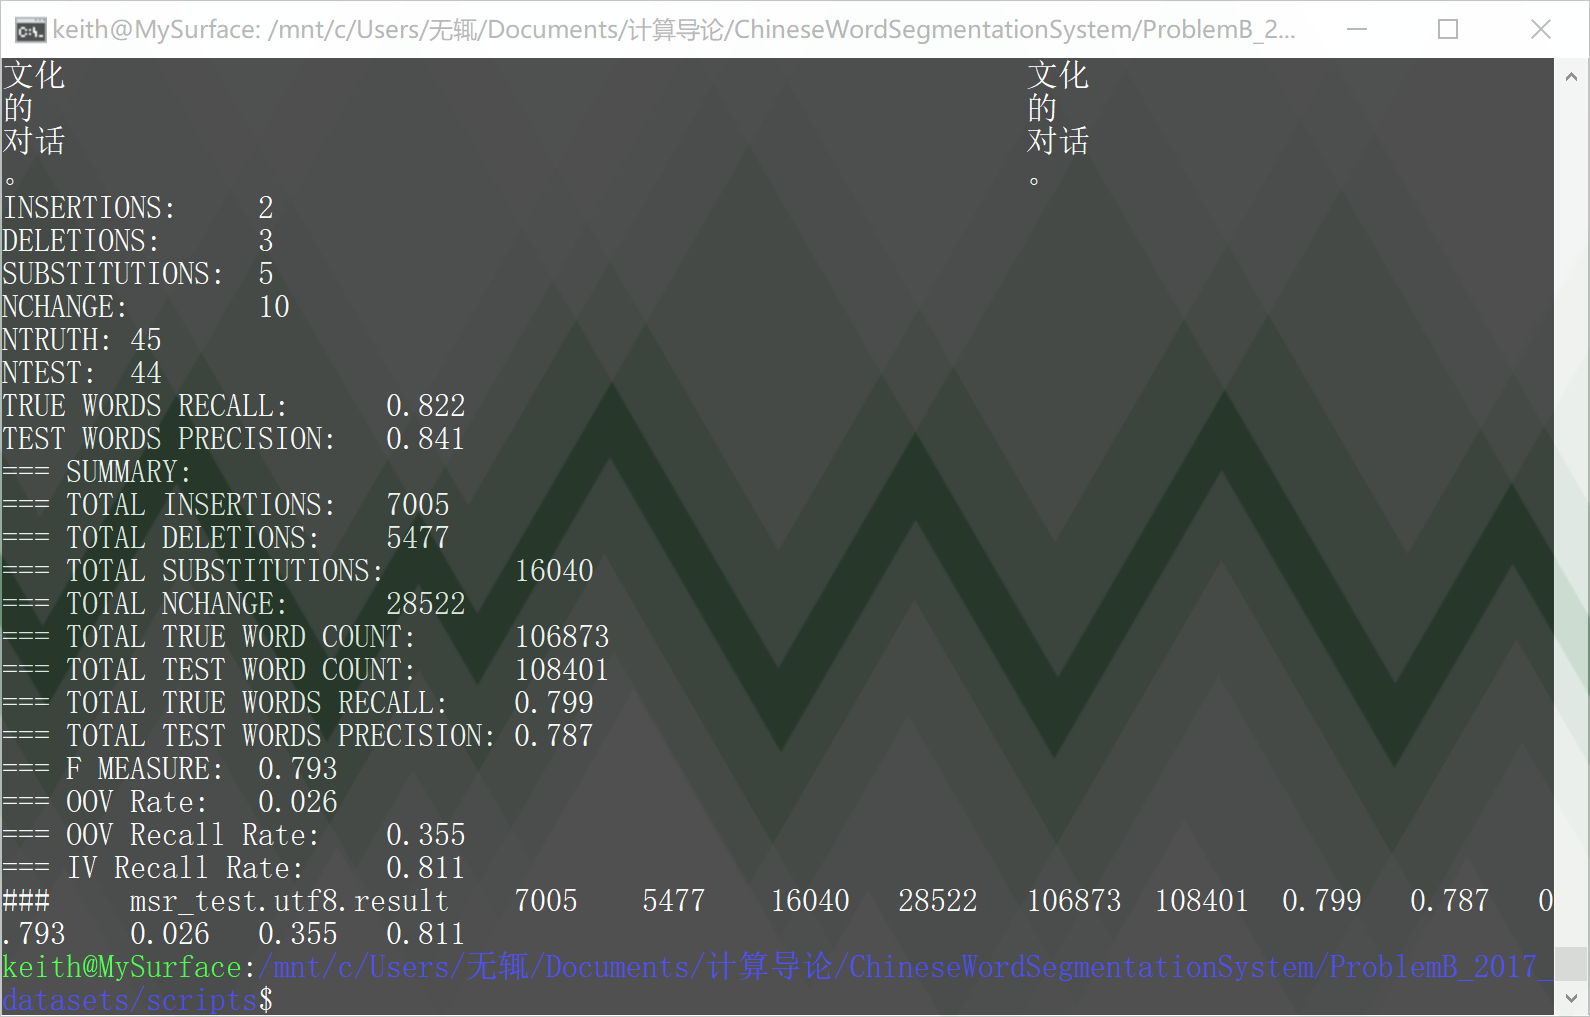 keith@MySurface: /mnt/c/Users/无辄/Documents/计算导论/ChineseWordSegmentationSystem/ProblemB_2...
文化 文化
的 的
对话 对话
。 。
INSERTIONS: 2
DELETIONS: 3
SUBSTITUTIONS: 5
NCHANGE: 10
NTRUTH: 45
NTEST: 44
TRUE WORDS RECALL: 0.822
TEST WORDS PRECISION: 0.841
=== SUMMARY:
=== TOTAL INSERTIONS: 7005
=== TOTAL DELETIONS: 5477
=== TOTAL SUBSTITUTIONS: 16040
=== TOTAL NCHANGE: 28522
=== TOTAL TRUE WORD COUNT: 106873
=== TOTAL TEST WORD COUNT: 108401
=== TOTAL TRUE WORDS RECALL: 0.799
=== TOTAL TEST WORDS PRECISION: 0.787
=== F MEASURE: 0.793
=== OOV Rate: 0.026
=== OOV Recall Rate: 0.355
=== IV Recall Rate: 0.811
### msr_test.utf8.result 7005 5477 16040 28522 106873 108401 0.799 0.787 0
.793 0.026 0.355 0.811
keith@MySurface:/mnt/c/Users/无辄/Documents/计算导论/ChineseWordSegmentationSystem/ProblemB_2017_
datasets/scripts$